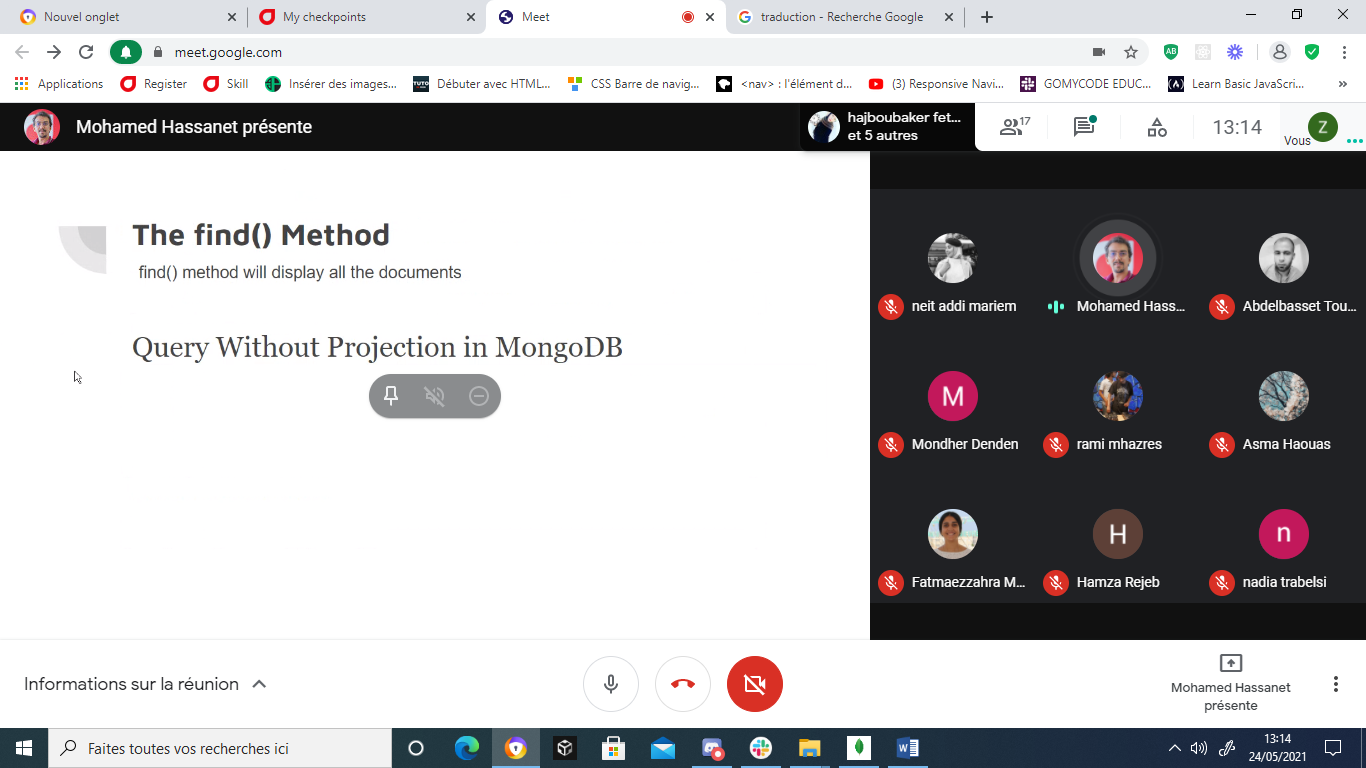 Nouvel onglet
My checkpoints
Meet
traduction - Recherche Google
meet.google.com
Applications
Register
Skill
Insérer des images...
Débuter avec HTML...
CSS Barre de navig...
<nav> : l'élément d...
(3) Responsive Navi...
GOMYCODE EDUC...
Learn Basic JavaScri...
»
Mohamed Hassanet présente
hajboubaker fet...
et 5 autres
17
13:14
Vous
Z
The find() Method
find() method will display all the documents
Query Without Projection in MongoDB
neit addi mariem
Mohamed Hass...
Abdelbasset Tou...
M
Mondher Denden
rami mhazres
Asma Haouas
Fatmaezzahra M...
H
Hamza Rejeb
n
nadia trabelsi
Informations sur la réunion
Mohamed Hassanet
présente
Faites toutes vos recherches ici
W
13:14
24/05/2021